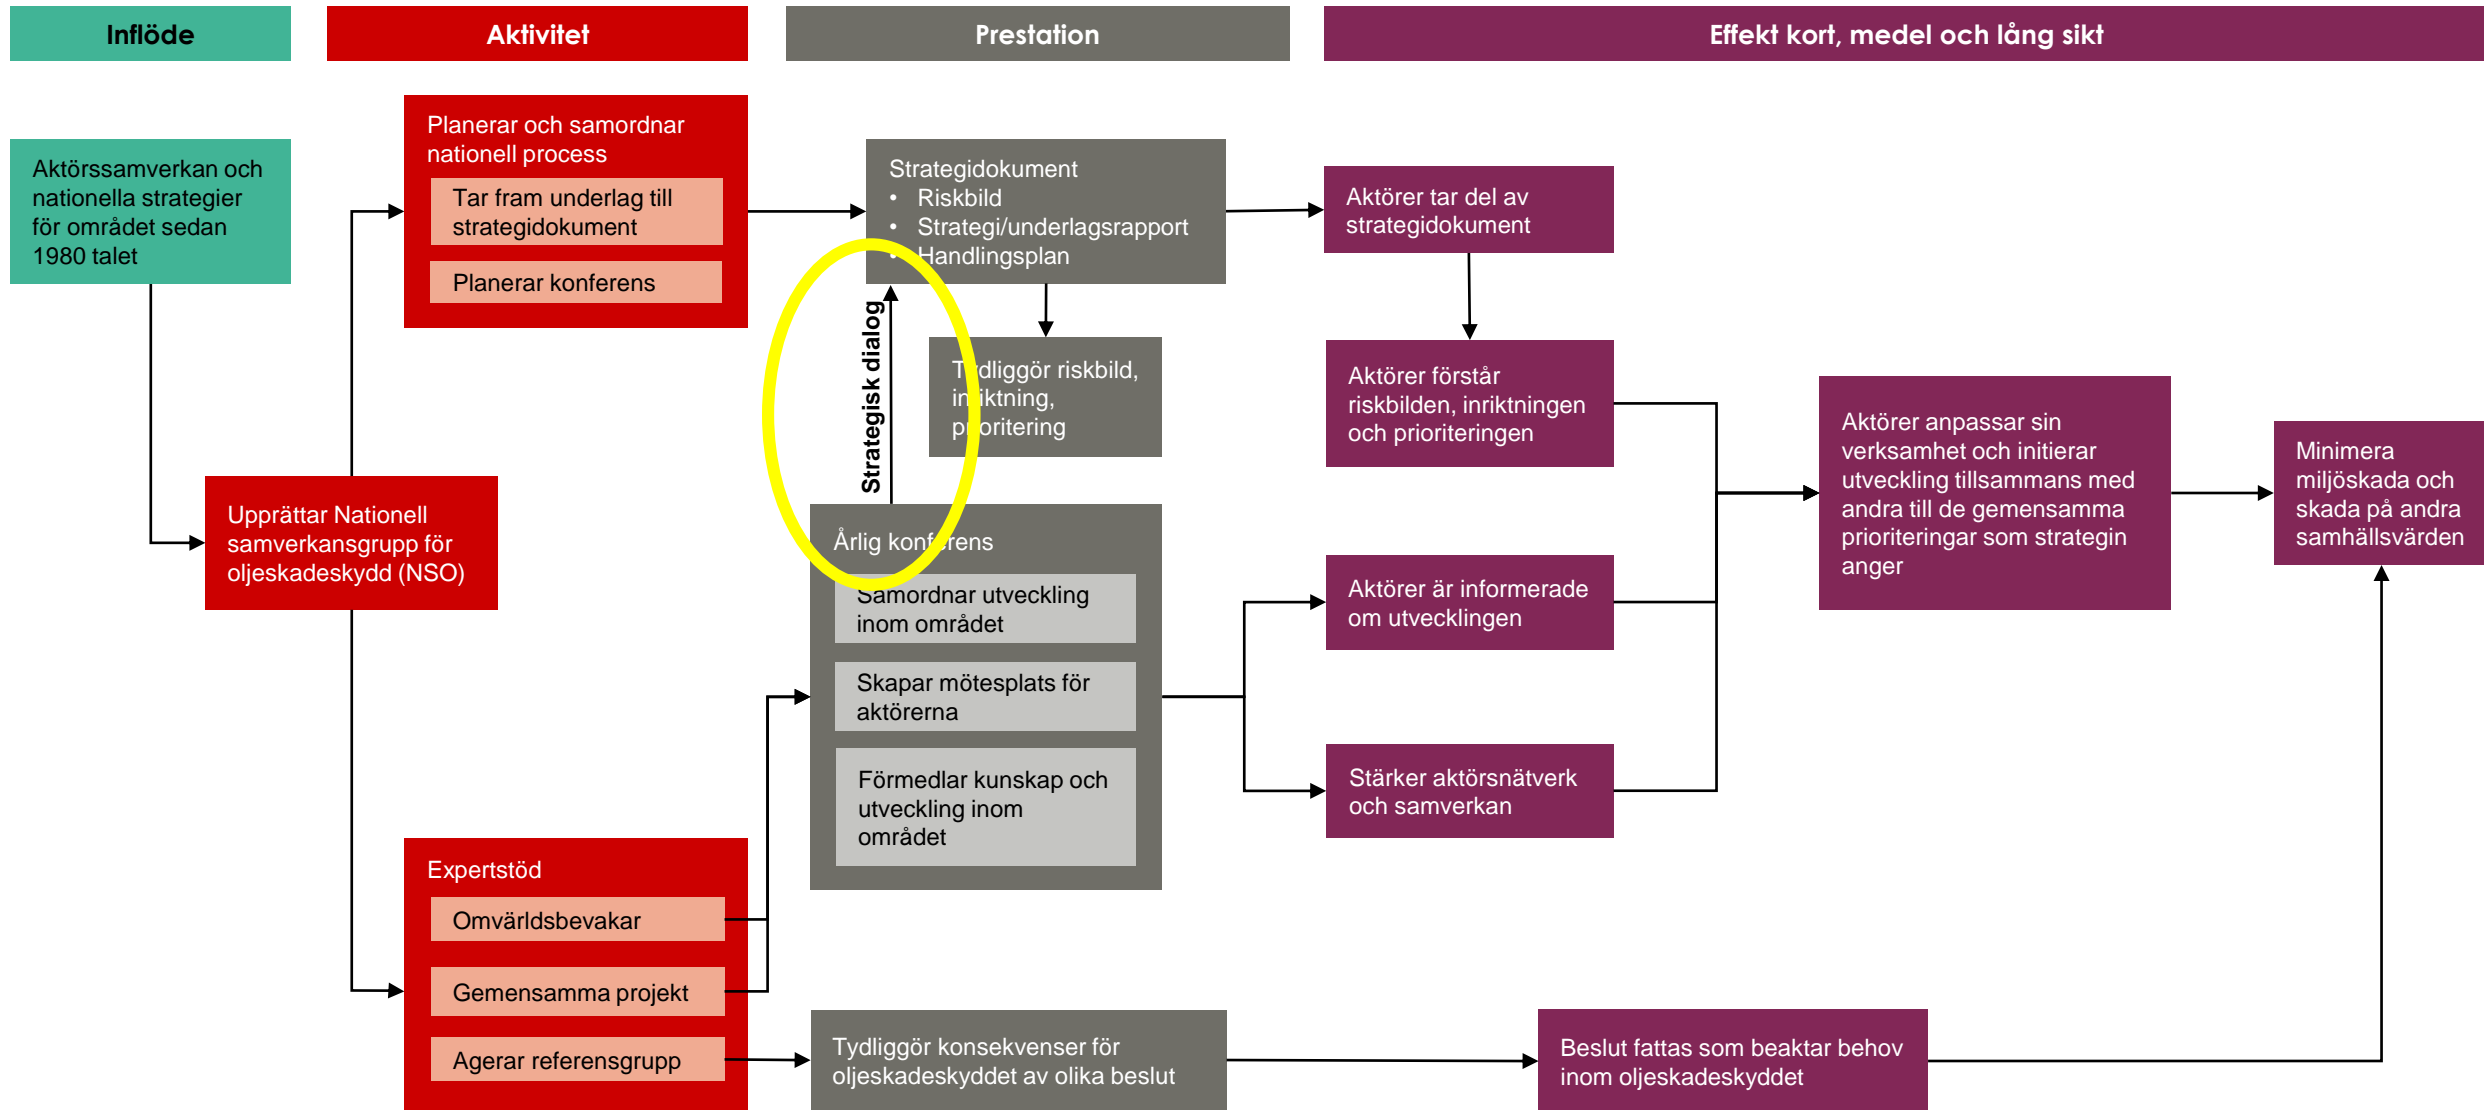 Inflöde
Aktivitet
Prestation
Effekt kort, medel och lång sikt
Aktörssamverkan och
nationella strategier
för området sedan
1980 talet
Planerar och samordnar
nationell process
Tar fram underlag till
strategidokument
Planerar konferens
Strategidokument
• Riskbild
• Strategi/underlagsrapport
• Handlingsplan
Aktörer tar del av
strategidokument
Strategisk dialog
Tydliggör riskbild,
inriktning,
prioritering
Aktörer förstår
riskbilden, inriktningen
och prioriteringen
Aktörer anpassar sin
verksamhet och initierar
utveckling tillsammans med
andra till de gemensamma
prioriteringar som strategin
anger
Minimera
miljöskada och
skada på andra
samhällsvärden
Upprättar Nationell
samverkansgrupp för
oljeskadeskydd (NSO)
Årlig konferens
Samordnar utveckling
inom området
Skapar mötesplats för
aktörerna
Förmedlar kunskap och
utveckling inom
området
Aktörer är informerade
om utvecklingen
Stärker aktörsnätverk
och samverkan
Expertstöd
Omvärldsbevakar
Gemensamma projekt
Agerar referensgrupp
Tydliggör konsekvenser för
oljeskadeskyddet av olika beslut
Beslut fattas som beaktar behov
inom oljeskadeskyddet